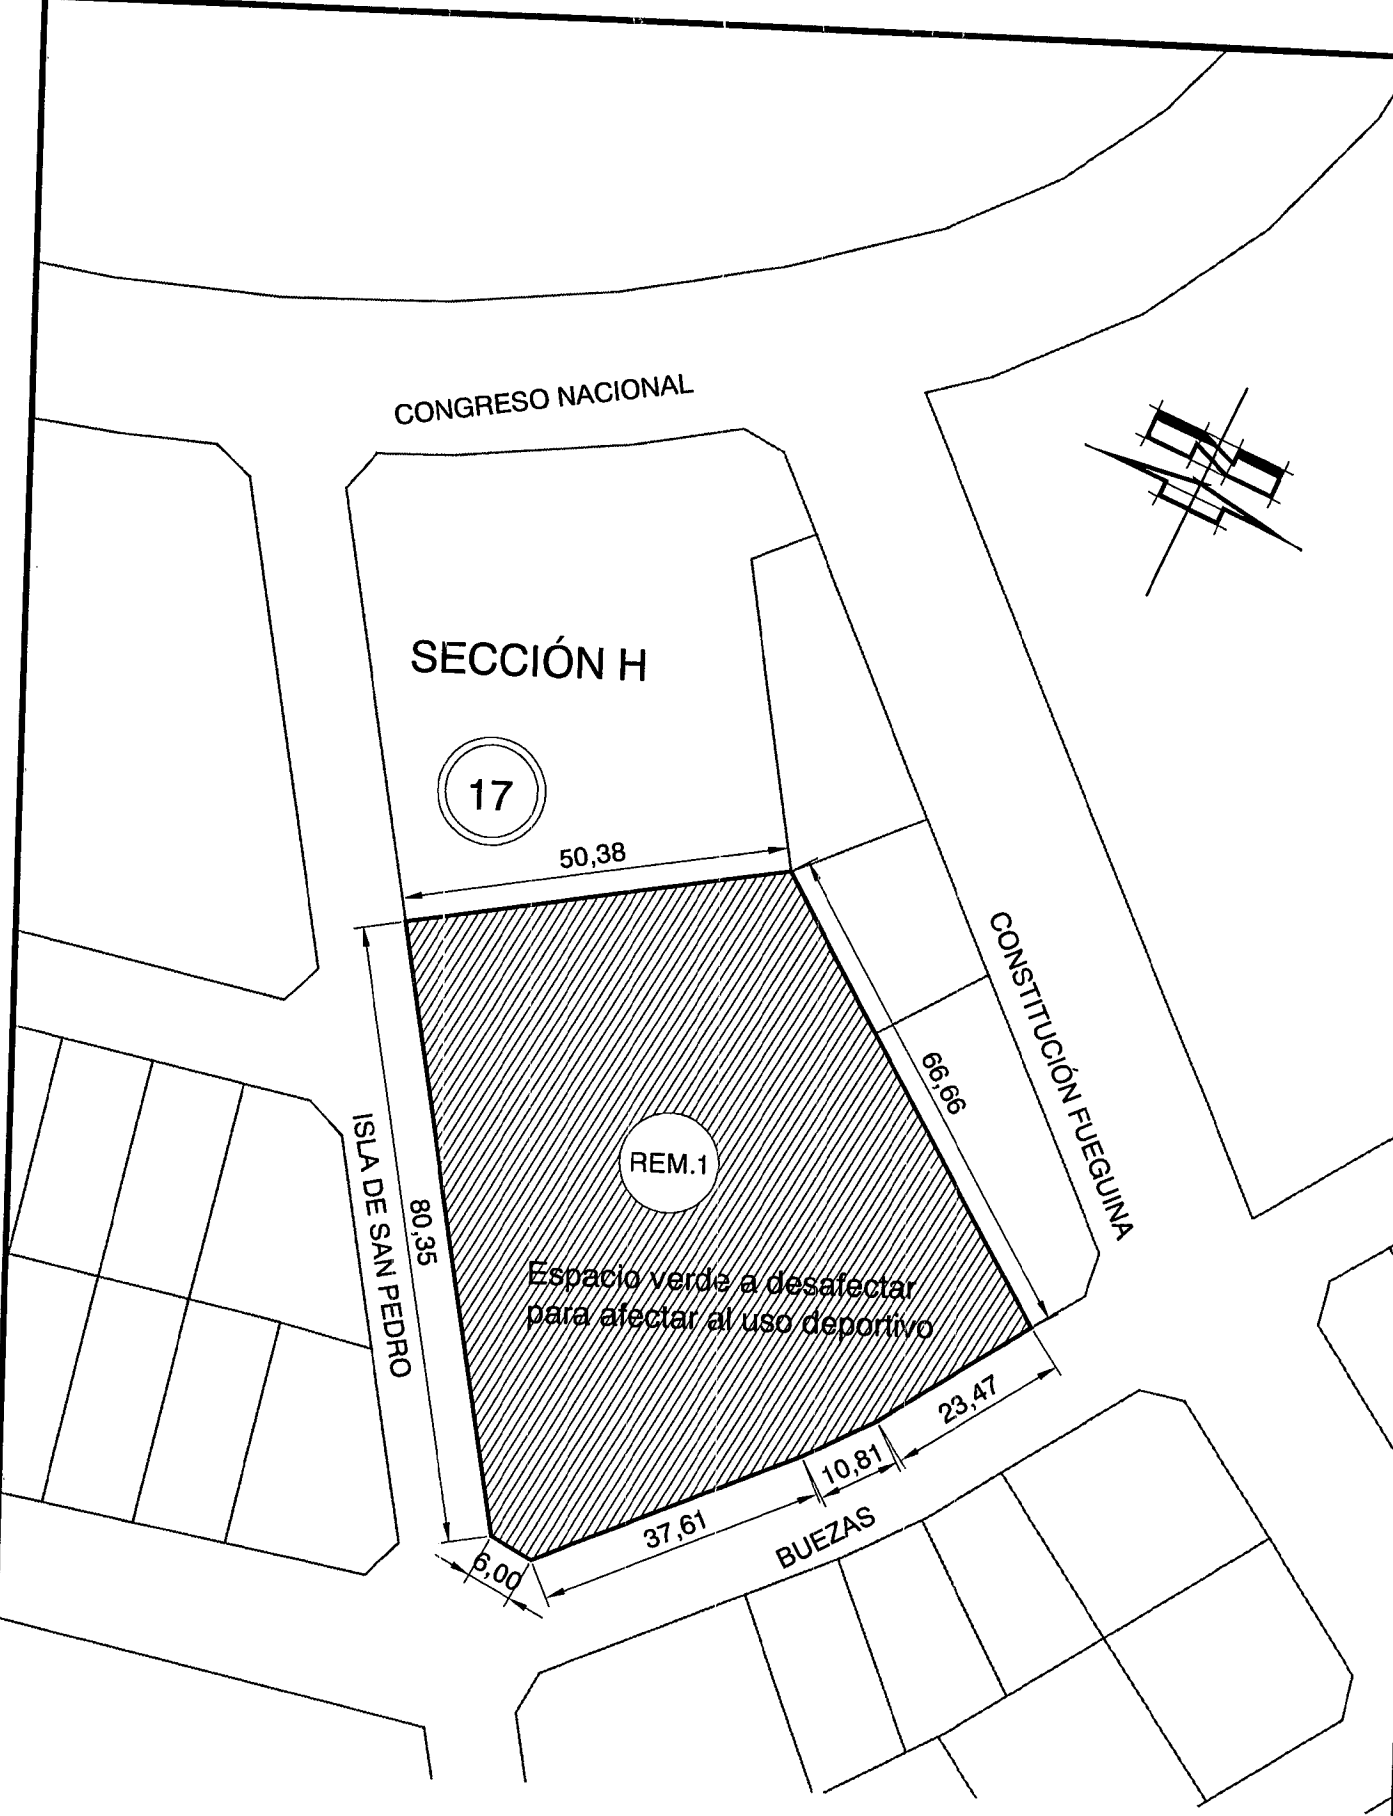 CONGRESO NACIONAL
SECCIÓN H
17
50,38
CONSTITUCIÓN FUEGUINA
66,66
REM.1
ISLA DE SAN PEDRO
80,35
Espacio verde a desafectar
para afectar al uso deportivo
23,47
10,81
37,61
BUEZAS
6,00